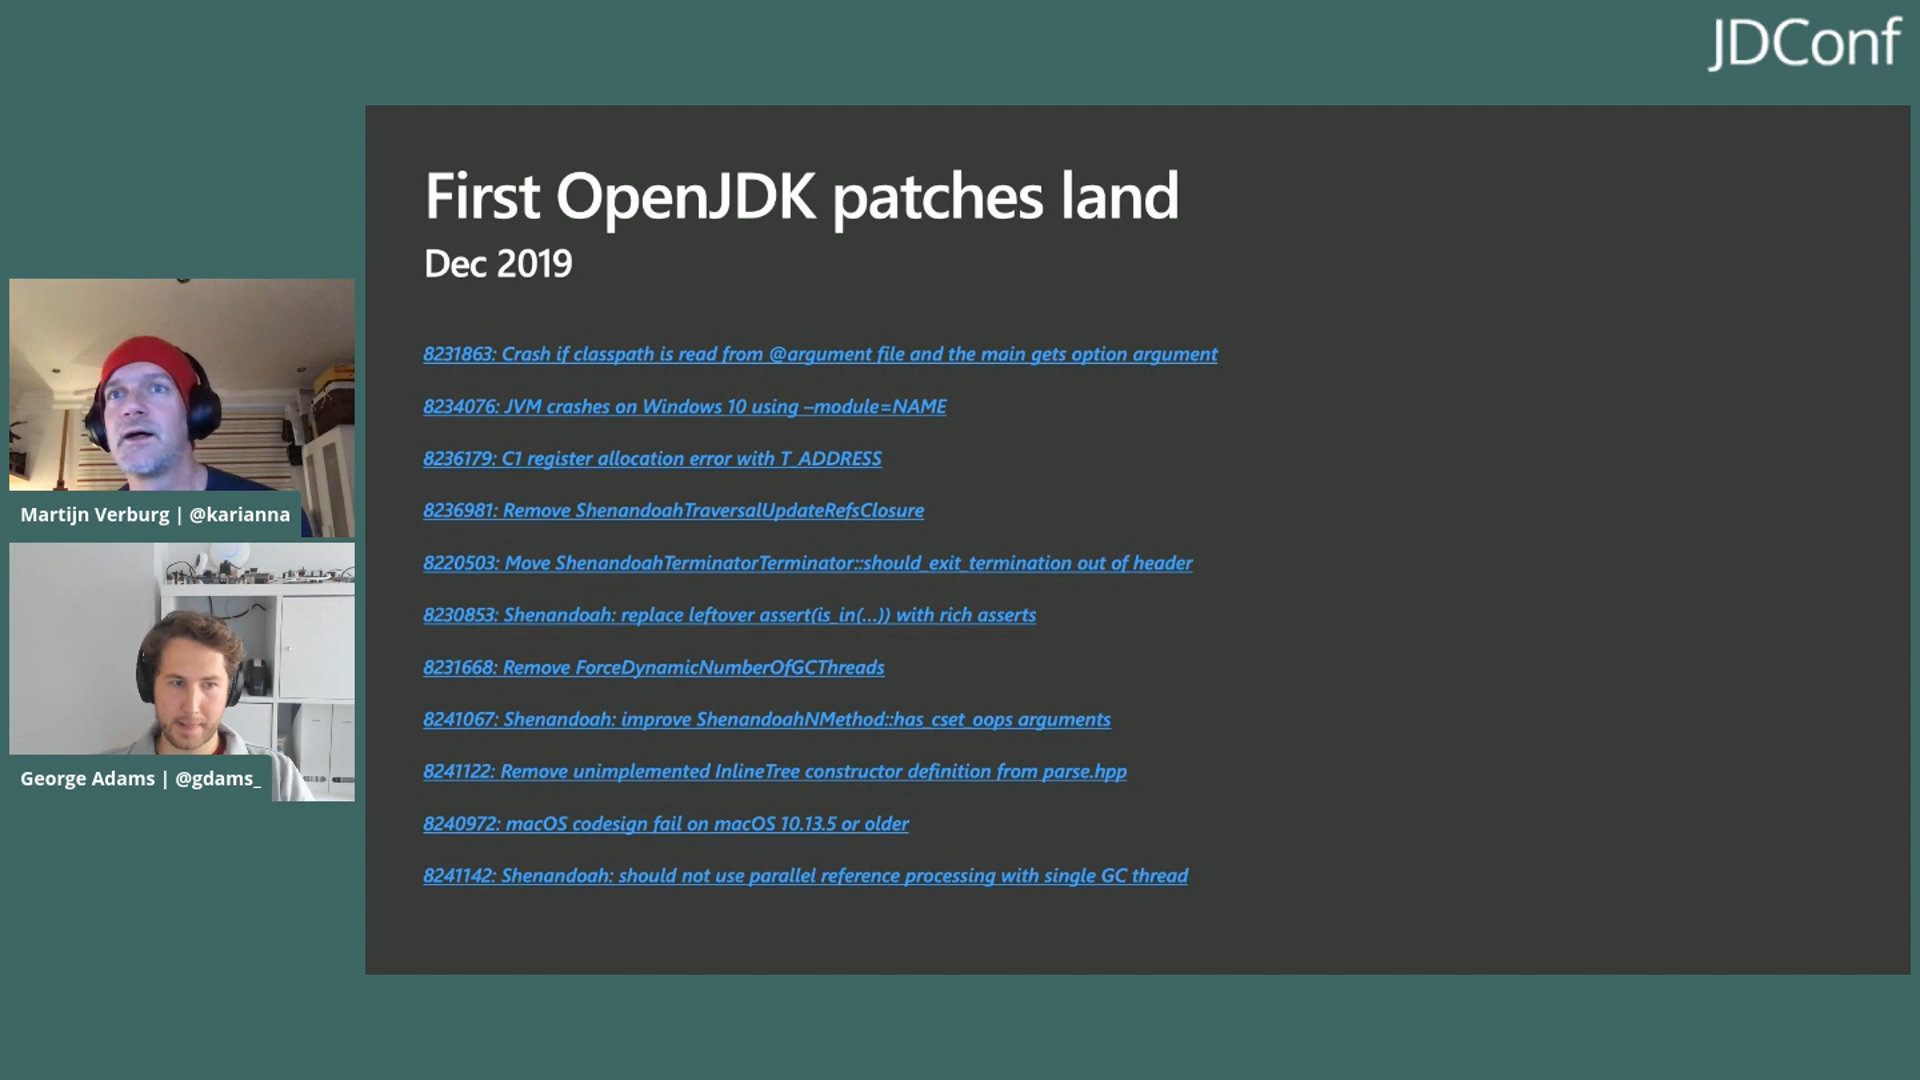 JDConf
First OpenJDK patches land
Dec 2019
8231863: Crash if classpath is read from @argument file and the main gets option argument
8234076: JVM crashes on Windows 10 using –module=NAME
8236179: C1 register allocation error with T_ADDRESS
8236981: Remove ShenandoahTraversalUpdateRefsClosure
8220503: Move ShenandoahTerminatorTerminator::should_exit_termination out of header
8230853: Shenandoah: replace leftover assert(is_in(...)) with rich asserts
8231668: Remove ForceDynamicNumberOfGCThreads
8241067: Shenandoah: improve ShenandoahNMethod::has_cset_oops arguments
8241122: Remove unimplemented InlineTree constructor definition from parse.hpp
8240972: macOS codesign fail on macOS 10.13.5 or older
8241142: Shenandoah: should not use parallel reference processing with single GC thread
Martijn Verburg | @karianna
George Adams | @gdams_